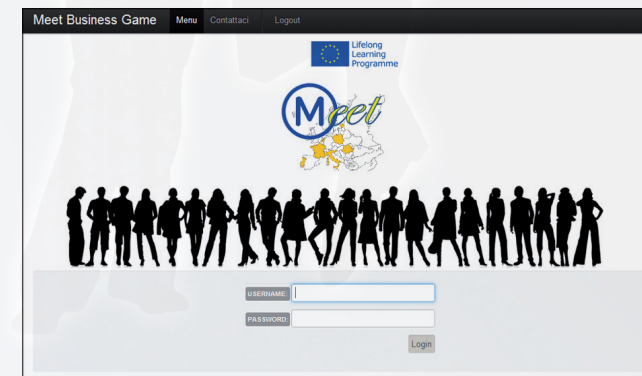 Meet Business Game Menu Contattaci Logout
Lifelong
Learning
Programme
Meet
USERNAME:
PASSWORD:
Login